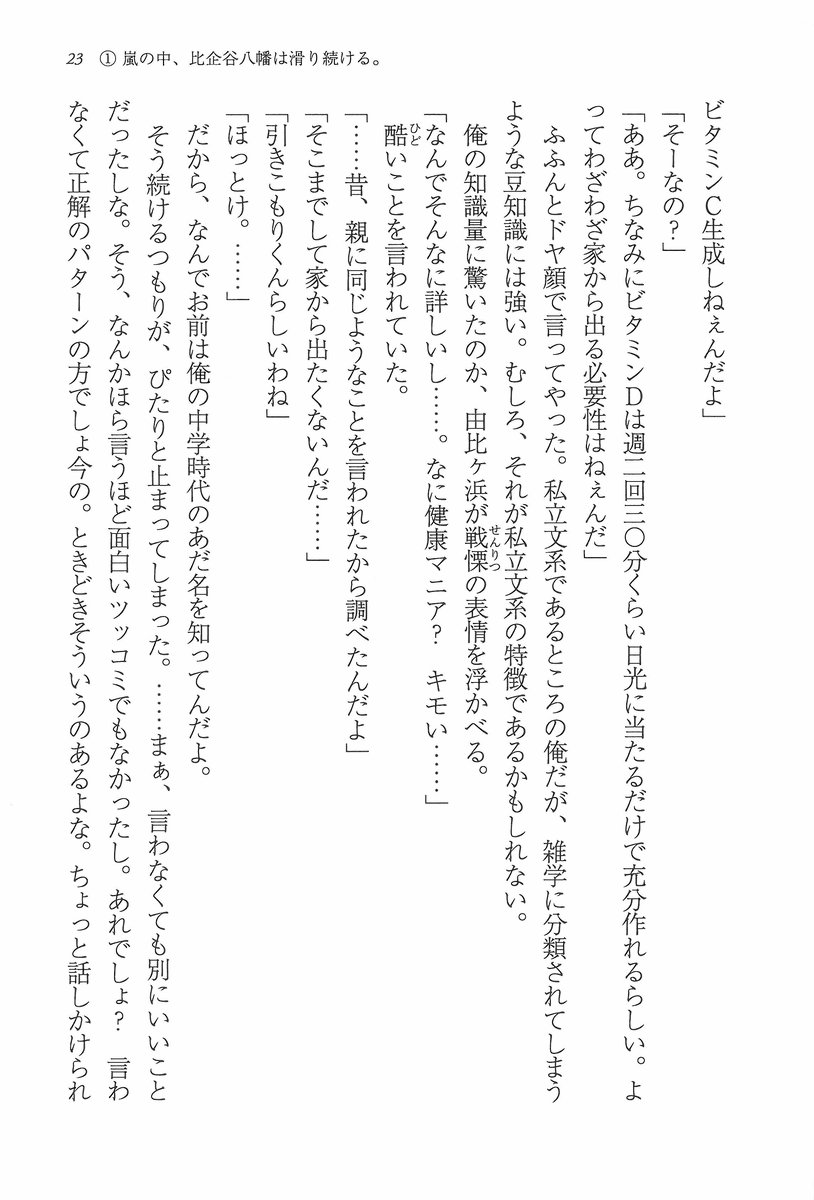 23 ① 嵐の中、比企谷八幡は滑り続ける。
ビタミンC生成しねぇんだよ」
「そーなの?」
「ああ。ちなみにビタミンDは週二回三〇分くらい日光に当たるだけで充分作れるらしい。よ
ってわざわざ家から出る必要性はねぇんだ」
ふふんとドヤ顔で言ってやった。私立文系であるところの俺だが、雑学に分類されてしまう
ような豆知識には強い。むしろ、それが私立文系の特徴であるかもしれない。
俺の知識量に驚いたのか、由比ヶ浜が戦慄の表情を浮かべる。
せんりつ
「なんでそんなに詳しいし……。なに健康マニア? キモい……」
酷いことを言われていた。
ひど
「……昔、親に同じようなことを言われたから調べたんだよ」
「そこまでして家から出たくないんだ……」
「引きこもりくんらしいわね」
「ほっとけ。……」
だから、なんでお前は俺の中学時代のあだ名を知ってんだよ。
そう続けるつもりが、ぴたりと止まってしまった。……まぁ、言わなくても別にいいこと
だったしな。そう、なんかほら言うほど面白いツッコミでもなかったし。あれでしょ? 言わ
なくて正解のパターンの方でしょ今の。ときどきそういうのあるよな。ちょっと話しかけられ